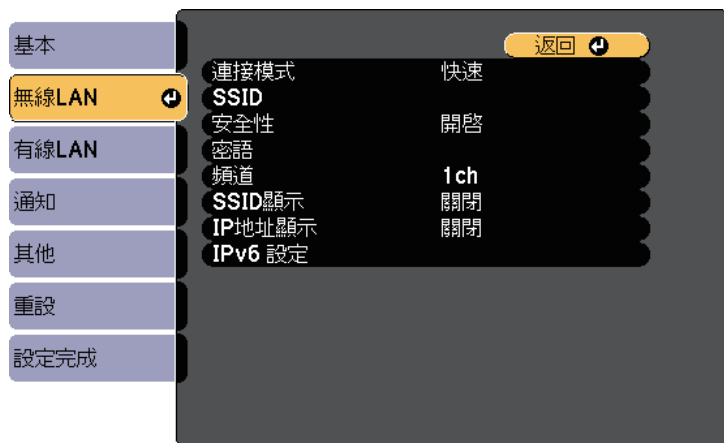 基本
無線LAN
有線LAN
通知
其他
重設
設定完成
返回
連接模式 快速
SSID
安全性 開啓
密語
頻道 1ch
SSID顯示 關閉
IP地址顯示 關閉
IPv6 設定